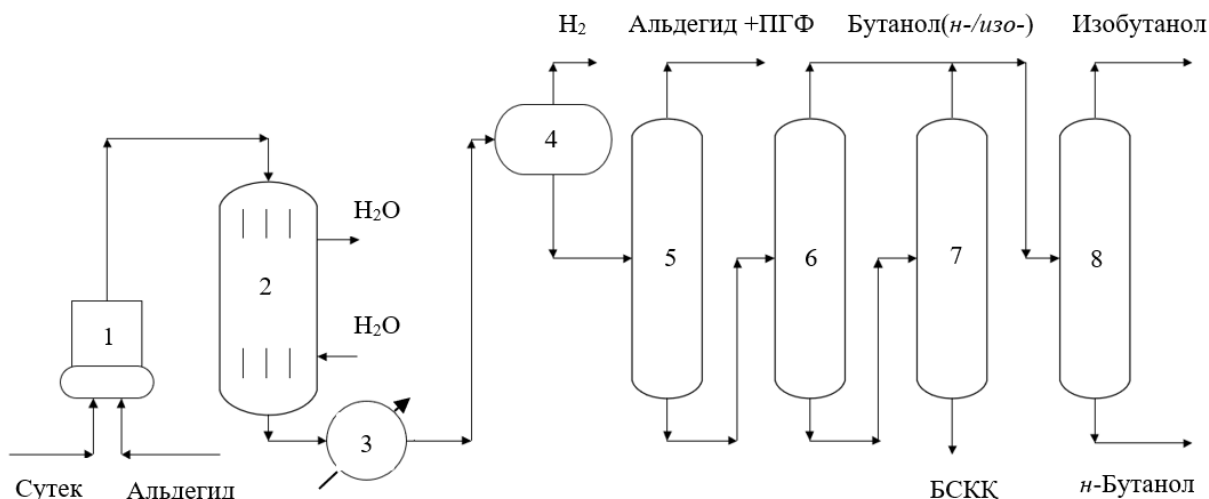 H₂
Альдегид +ПГФ
Бутанол(н-/изо-)
Изобутанол
4
H₂O
1
2
5
6
7
8
H₂O
3
Сутек
Альдегид
БСКК
н-Бутанол